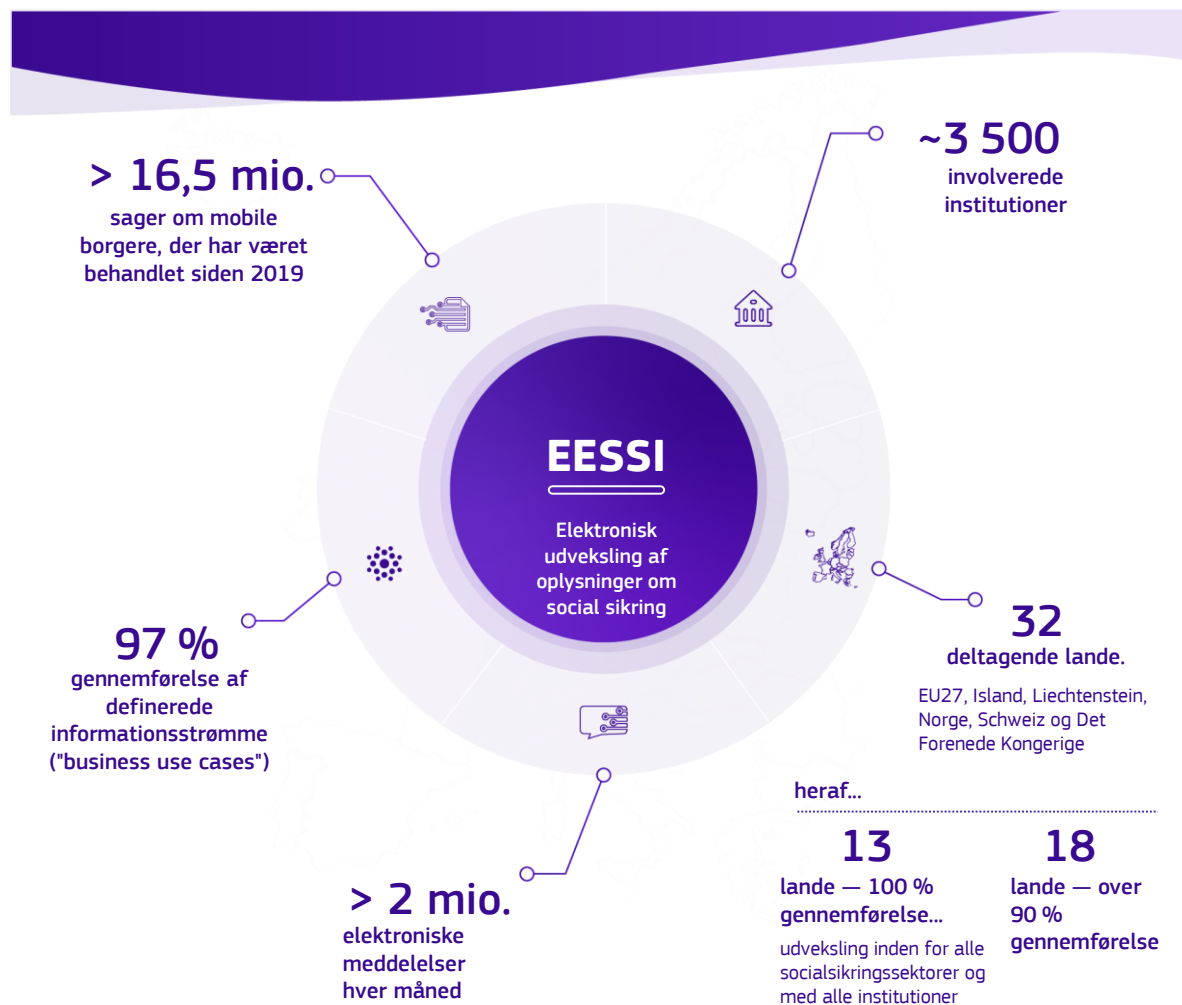 > 16,5 mio.
sager om mobile
borgere, der har været
behandlet siden 2019
~3 500
involverede
institutioner
EESSI
Elektronisk
udveksling af
oplysninger om
social sikring
97 %
gennemførelse af
definerede
informationsstrømme
("business use cases")
32
deltagende lande.
EU27, Island, Liechtenstein,
Norge, Schweiz og Det
Forenede Kongerige
heraf...
13
lande — 100 %
gennemførelse...
udveksling inden for alle
socialsikringssektorer og
med alle institutioner
18
lande — over
90 %
gennemførelse
> 2 mio.
elektroniske
meddelelser
hver måned